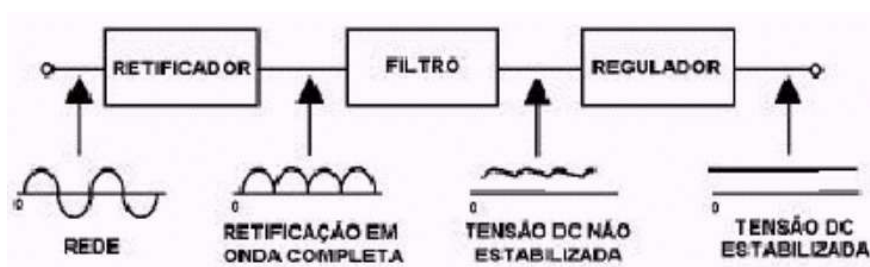 RETIFICADOR
FILTRO
REGULADOR
0
REDE
0
RETIFICAÇÃO EM
ONDA COMPLETA
0
TENSÃO DC NÃO
ESTABILIZADA
0
TENSÃO DC
ESTABILIZADA